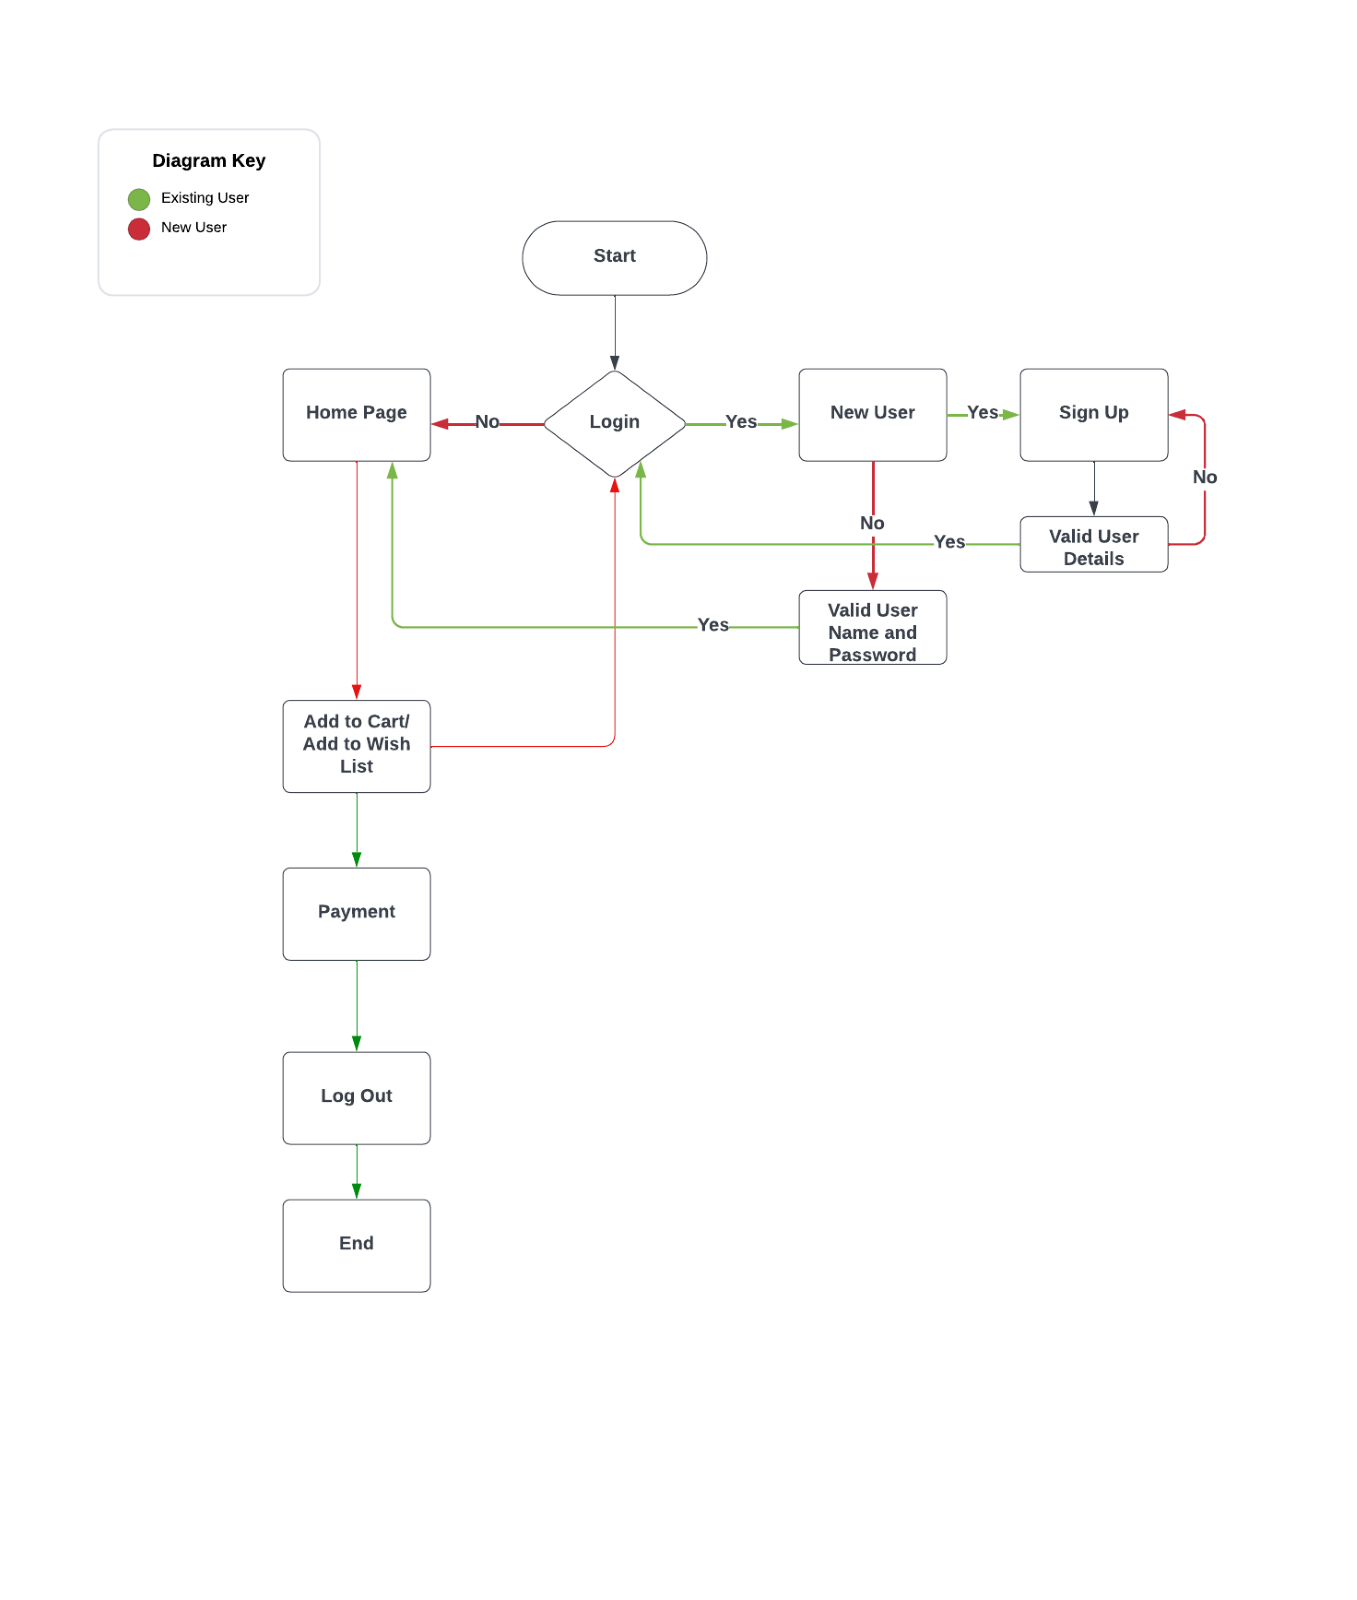 Diagram Key
Existing User
New User
Start
Home Page
No
Login
Yes
New User
Yes
Sign Up
No
No
Yes
Valid User
Details
Valid User
Name and
Password
Yes
Add to Cart/
Add to Wish
List
Payment
Log Out
End